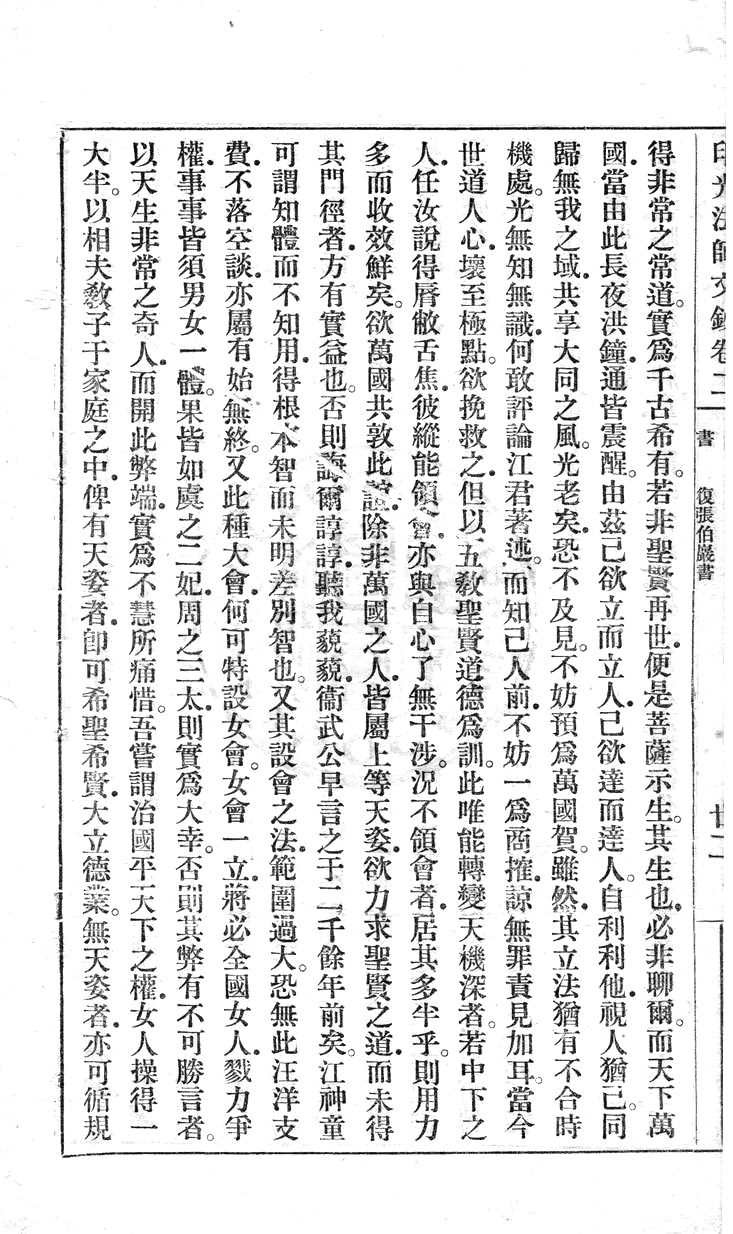 印光法師文鈔卷二 書 復張伯巖書 廿二
得非常之常道。實為千古希有。若非聖賢再世。便是菩薩示生。其生也。必非聊爾。而天下萬
國。當由此長夜洪鐘。通皆震醒。由茲己欲立而立人。己欲達而達人。自利利他。視人猶己。同
歸無我之域。共享大同之風。光老矣。恐不及見。不妨預為萬國賀。雖然。其立法猶有不合時
機處。光無知無識。何敢評論江君著述。而知己人前。不妨一為商搉。諒無罪責見加耳。當今
世道人心。壞至極點。欲挽救之。但以五教聖賢道德為訓。此唯能轉變天機深者。若中下之
人。任汝說得脣敝舌焦。彼縱能領會。亦與自心了無干涉。況不領會者。居其多半乎。則用力
多而收效鮮矣。欲萬國共敦此誼。除非萬國之人。皆屬上等天姿。欲力求聖賢之道。而未得
其門徑者。方有實益也。否則誨爾諄諄。聽我藐藐。衞武公早言之于二千餘年前矣。江神童
可謂知體而不知用。得根本智而未明差別智也。又其設會之法。範圍過大。恐無此汪洋支
費。不落空談。亦屬有始無終。又此種大會。何可特設女會。女會一立。蔣必全國女人。戮力爭
權。事事皆須男女一體。果皆如虞之二妃。周之三太。則實為大幸。否則其弊有不可勝言者。
以天生非常之奇人。而開此弊端。實為不慧所痛惜。吾嘗謂治國平天下之權。女人操得一
大半。以相夫教子于家庭之中。俾有天姿者。卽可希聖希賢。大立德業。無天姿者。亦可循規